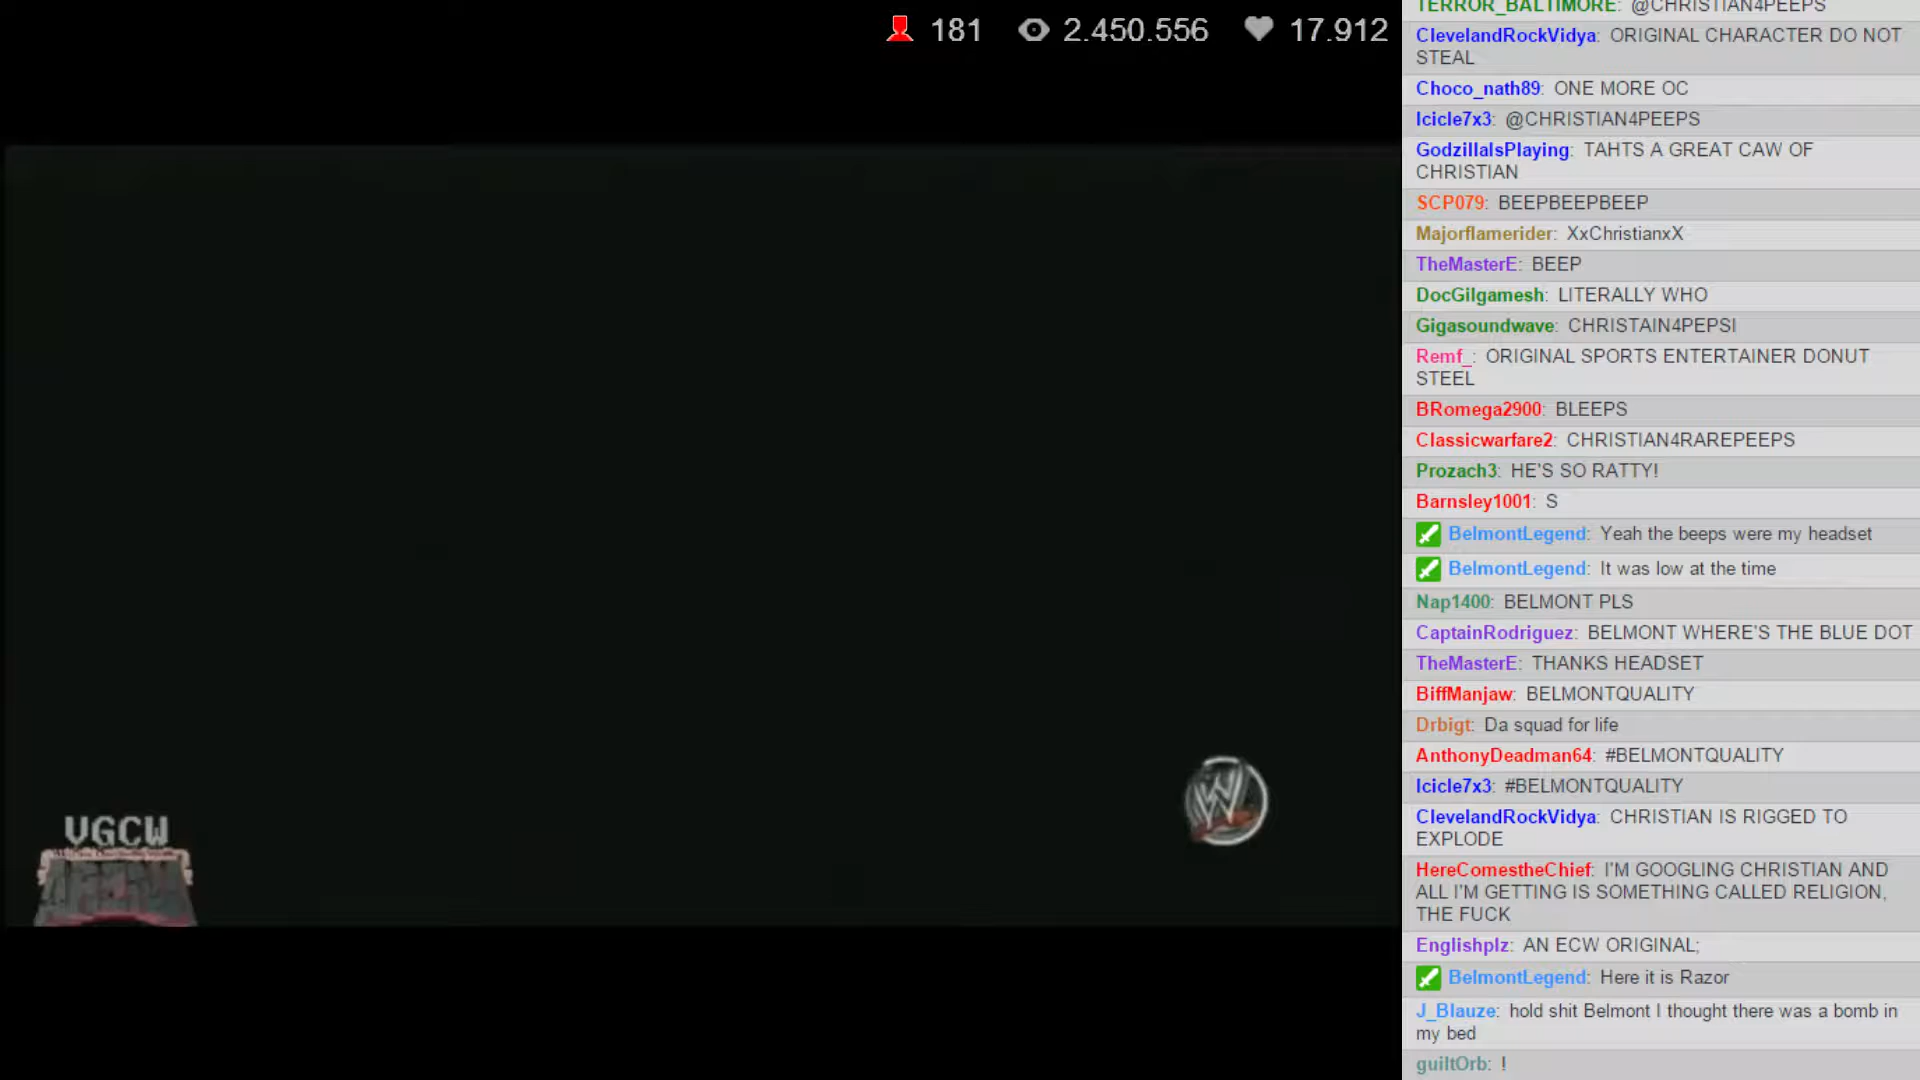 181 2.450.556 17.912
TERROR_BALTIMORE: @CHRISTIAN4PEEPS
ClevelandRockVidya: ORIGINAL CHARACTER DO NOT
STEAL
Choco_nath89: ONE MORE OC
Icicle7x3: @CHRISTIAN4PEEPS
GodzillaIsPlaying: TAHTS A GREAT CAW OF
CHRISTIAN
SCP079: BEEPBEEPBEEP
Majorflamerider: XxChristianxX
TheMasterE: BEEP
DocGilgamesh: LITERALLY WHO
Gigasoundwave: CHRISTAIN4PEPSI
Remf_: ORIGINAL SPORTS ENTERTAINER DONUT
STEEL
BRomega2900: BLEEPS
Classicwarfare2: CHRISTIAN4RAREPEEPS
Prozach3: HE'S SO RATTY!
Barnsley1001: S
BelmontLegend: Yeah the beeps were my headset
BelmontLegend: It was low at the time
Nap1400: BELMONT PLS
CaptainRodriguez: BELMONT WHERE'S THE BLUE DOT
TheMasterE: THANKS HEADSET
BiffManjaw: BELMONTQUALITY
Drbigt: Da squad for life
AnthonyDeadman64: #BELMONTQUALITY
Icicle7x3: #BELMONTQUALITY
ClevelandRockVidya: CHRISTIAN IS RIGGED TO
EXPLODE
HereComestheChief: I'M GOOGLING CHRISTIAN AND
ALL I'M GETTING IS SOMETHING CALLED RELIGION,
THE FUCK
Englishplz: AN ECW ORIGINAL;
BelmontLegend: Here it is Razor
J_Blauze: hold shit Belmont I thought there was a bomb in
my bed
guiltOrb: !
VGCW
W